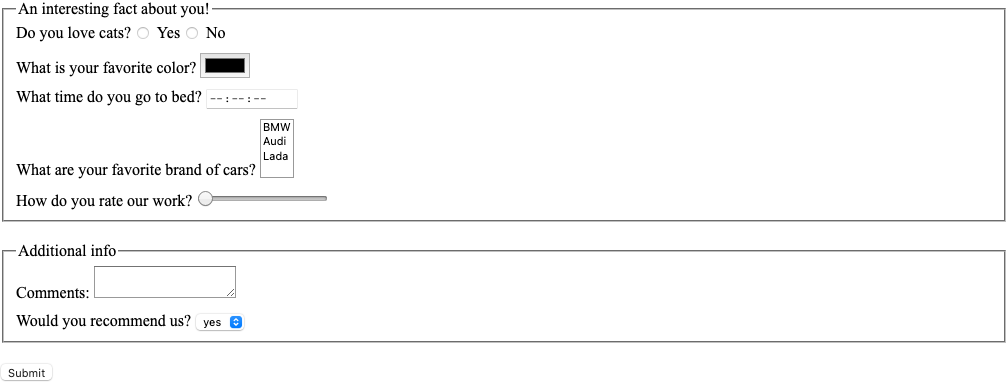 An interesting fact about you!
Do you love cats? Yes No
What is your favorite color?
What time do you go to bed? --:--:--
BMW
Audi
Lada
What are your favorite brand of cars?
How do you rate our work?
Additional info
Comments:
Would you recommend us? yes
Submit